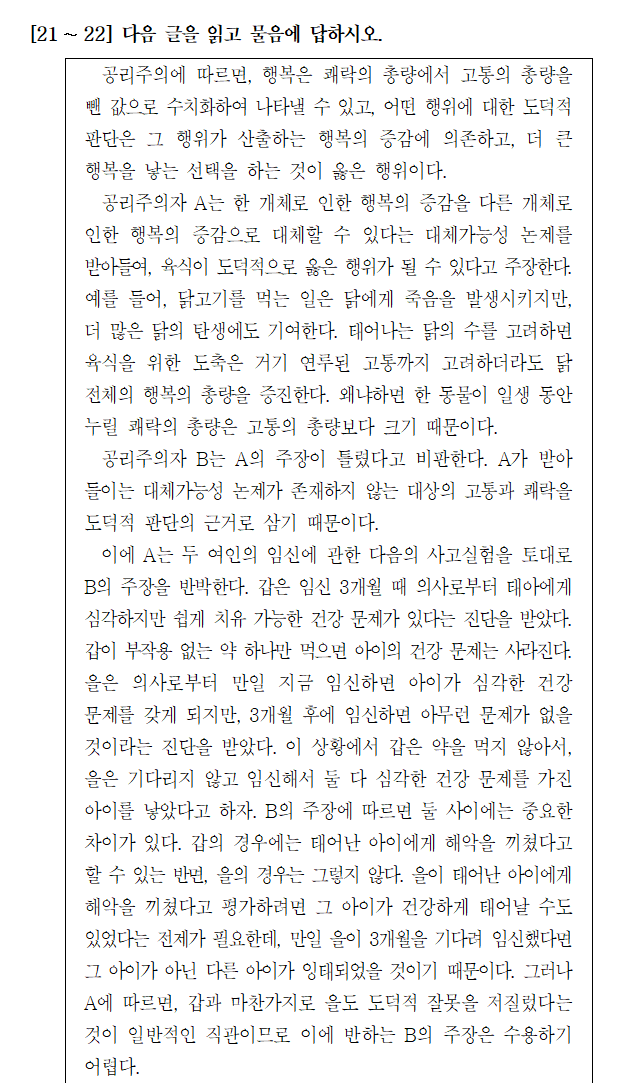 [21~22] 다음 글을 읽고 물음에 답하시오.
공리주의에 따르면, 행복은 쾌락의 총량에서 고통의 총량을
뺀 값으로 수치화하여 나타낼 수 있고, 어떤 행위에 대한 도덕적
판단은 그 행위가 산출하는 행복의 증감에 의존하고, 더 큰
행복을 낳는 선택을 하는 것이 옳은 행위이다.
공리주의자 A는 한 개체로 인한 행복의 증감을 다른 개체로
인한 행복의 증감으로 대체할 수 있다는 대체가능성 논제를
받아들여, 육식이 도덕적으로 옳은 행위가 될 수 있다고 주장한다.
예를 들어, 닭고기를 먹는 일은 닭에게 죽음을 발생시키지만,
더 많은 닭의 탄생에도 기여한다. 태어나는 닭의 수를 고려하면
육식을 위한 도축은 거기 연루된 고통까지 고려하더라도 닭
전체의 행복의 총량을 증진한다. 왜냐하면 한 동물이 일생 동안
누릴 쾌락의 총량은 고통의 총량보다 크기 때문이다.
공리주의자 B는 A의 주장이 틀렸다고 비판한다. A가 받아
들이는 대체가능성 논제가 존재하지 않는 대상의 고통과 쾌락을
도덕적 판단의 근거로 삼기 때문이다.
이에 A는 두 여인의 임신에 관한 다음의 사고실험을 토대로
B의 주장을 반박한다. 갑은 임신 3개월 때 의사로부터 태아에게
심각하지만 쉽게 치유 가능한 건강 문제가 있다는 진단을 받았다.
갑이 부작용 없는 약 하나만 먹으면 아이의 건강 문제는 사라진다.
을은 의사로부터 만일 지금 임신하면 아이가 심각한 건강
문제를 갖게 되지만, 3개월 후에 임신하면 아무런 문제가 없을
것이라는 진단을 받았다. 이 상황에서 갑은 약을 먹지 않아서,
을은 기다리지 않고 임신해서 둘 다 심각한 건강 문제를 가진
아이를 낳았다고 하자. B의 주장에 따르면 둘 사이에는 중요한
차이가 있다. 갑의 경우에는 태어난 아이에게 해악을 끼쳤다고
할 수 있는 반면, 을의 경우는 그렇지 않다. 을이 태어난 아이에게
해악을 끼쳤다고 평가하려면 그 아이가 건강하게 태어날 수도
있었다는 전제가 필요한데, 만일 을이 3개월을 기다려 임신했다면
그 아이가 아닌 다른 아이가 잉태되었을 것이기 때문이다. 그러나
A에 따르면, 갑과 마찬가지로 을도 도덕적 잘못을 저질렀다는
것이 일반적인 직관이므로 이에 반하는 B의 주장은 수용하기
어렵다.